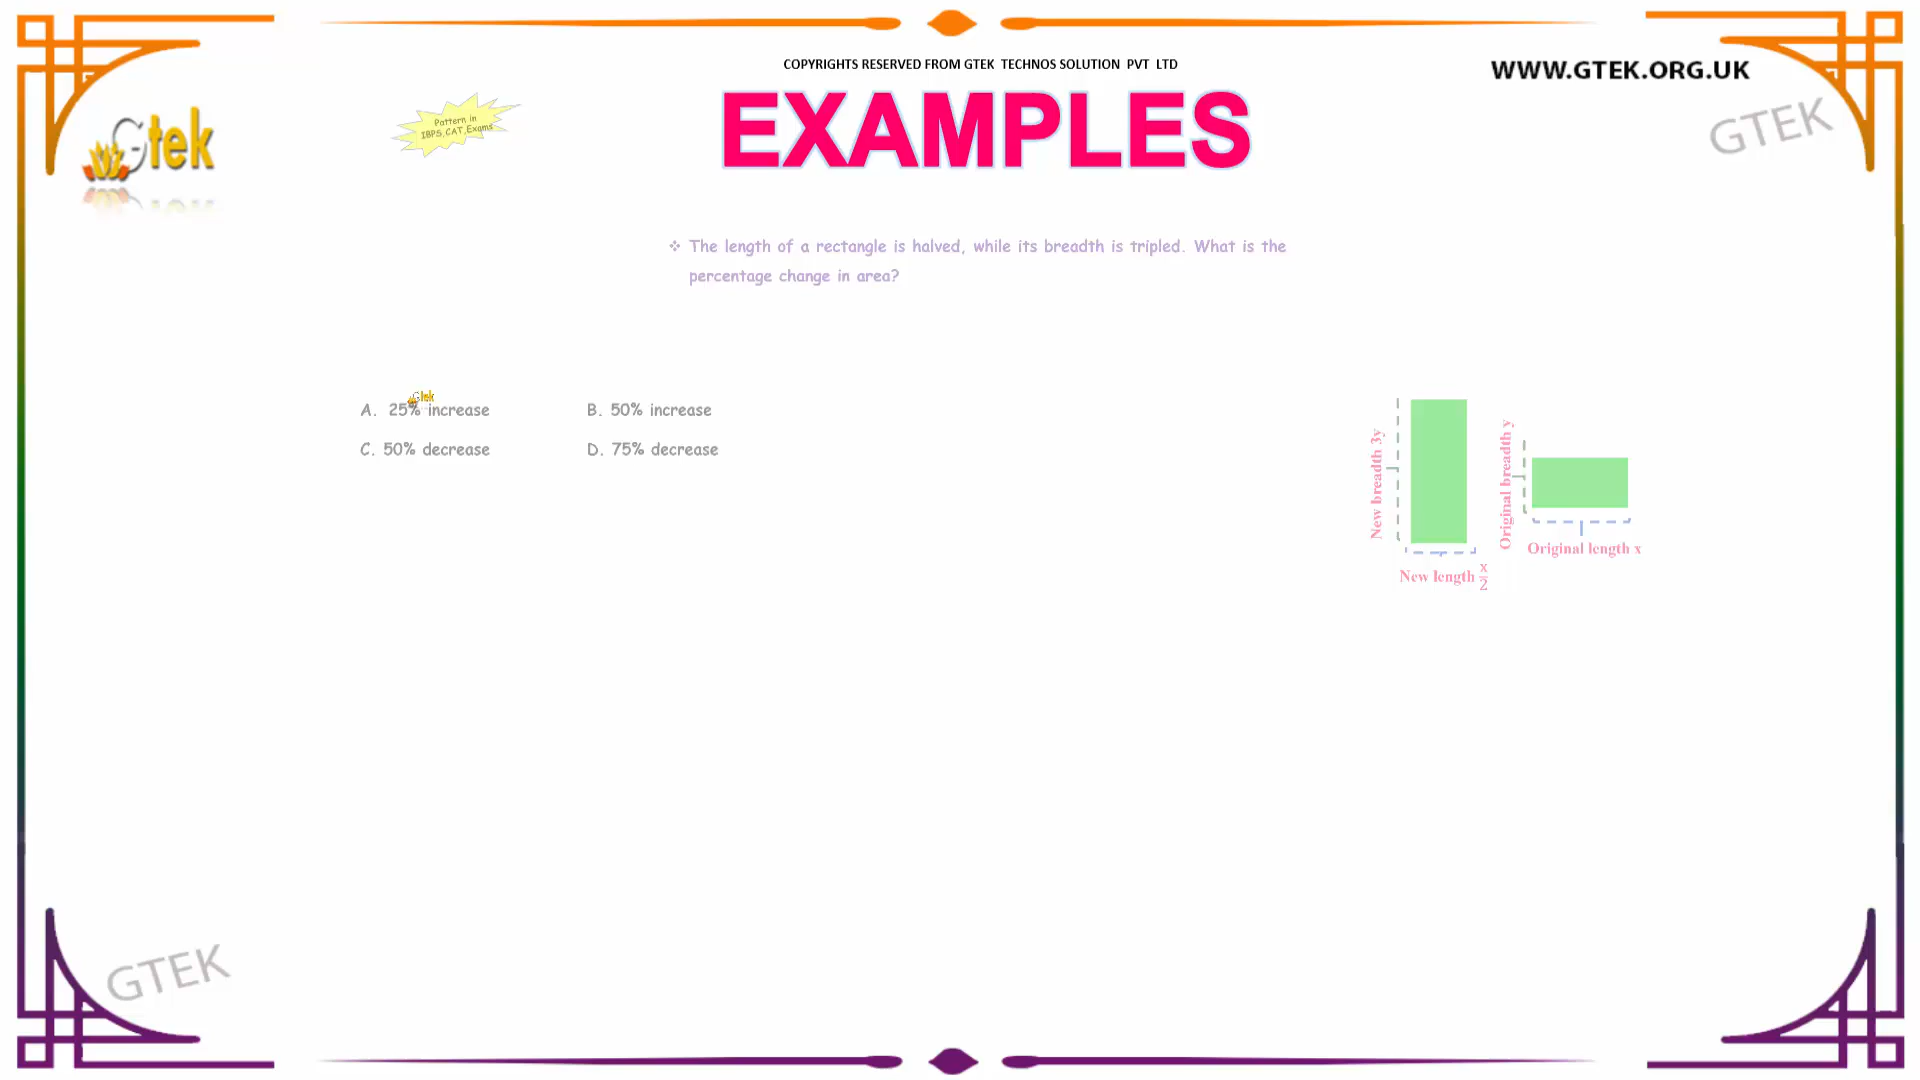 COPYRIGHTS RESERVED FROM GTEK TECHNOS SOLUTION PVT LTD
WWW.GTEK.ORG.UK
EXAMPLES
Gtek
Pattern in
IBPS,CAT,Exams
GTEK
❖ The length of a rectangle is halved, while its breadth is tripled. What is the
percentage change in area?
Gtek
A. 25% increase B. 50% increase
C. 50% decrease D. 75% decrease
New breadth 3y
New length x/2
Original breadth y
Original length x
GTEK